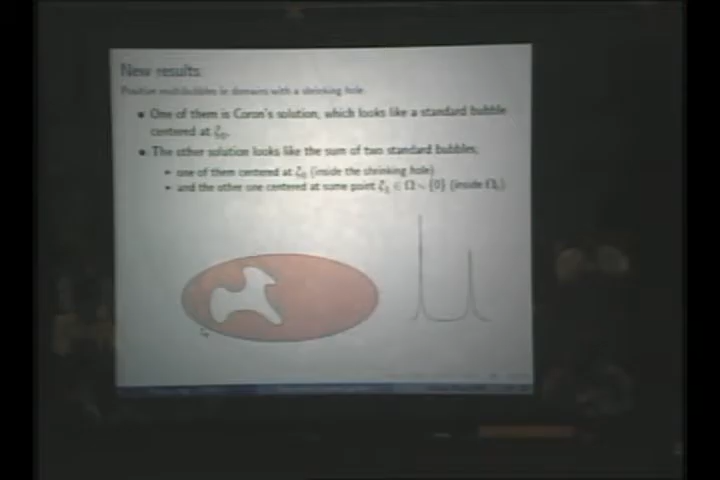 New results
Positive multibubbles in domains with a shrinking hole
• One of them is Coron's solution, which looks like a standard bubble
centered at ξ₀.
• The other solution looks like the sum of two standard bubbles,
• one of them centered at ξ₀ (inside the shrinking hole)
• and the other one centered at some point ξ₁ ∈ Ω ∖ {0} (inside Ω